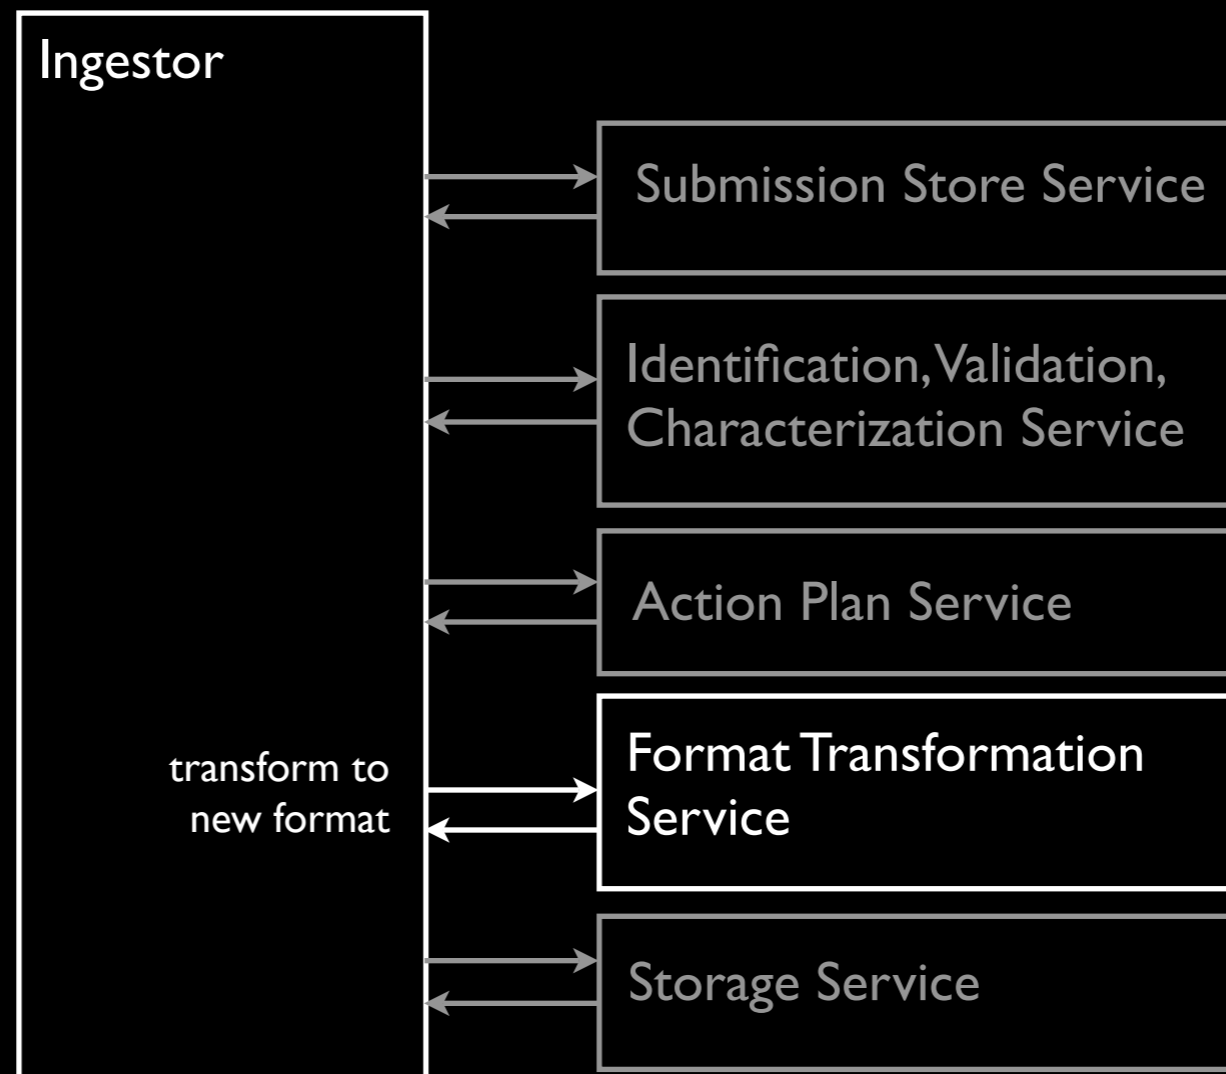 Ingestor
Submission Store Service
Identification, Validation,
Characterization Service
Action Plan Service
transform to
new format
Format Transformation
Service
Storage Service